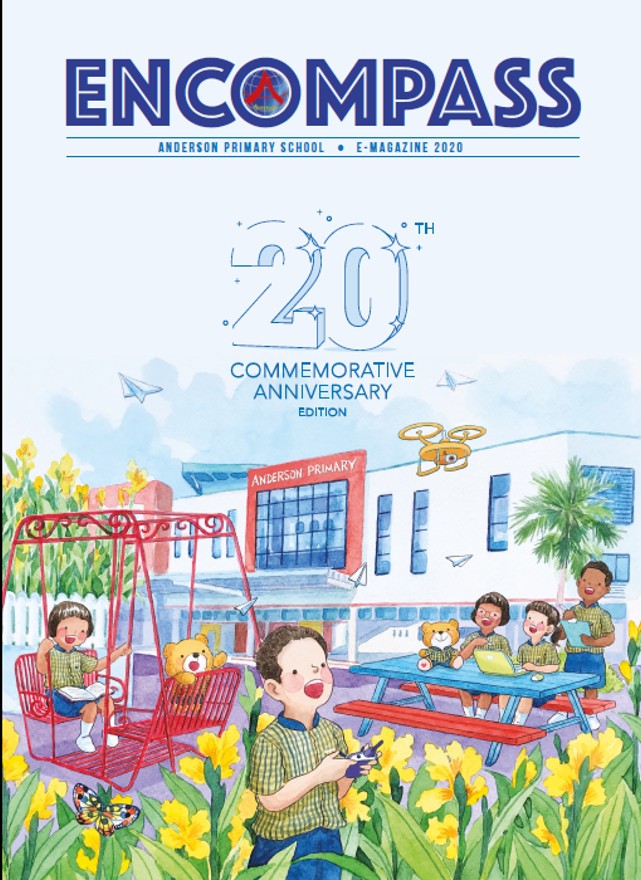 ENCOMPASS
ANDERSON PRIMARY SCHOOL • E-MAGAZINE 2020
20TH
COMMEMORATIVE
ANNIVERSARY
EDITION
ANDERSON PRIMARY